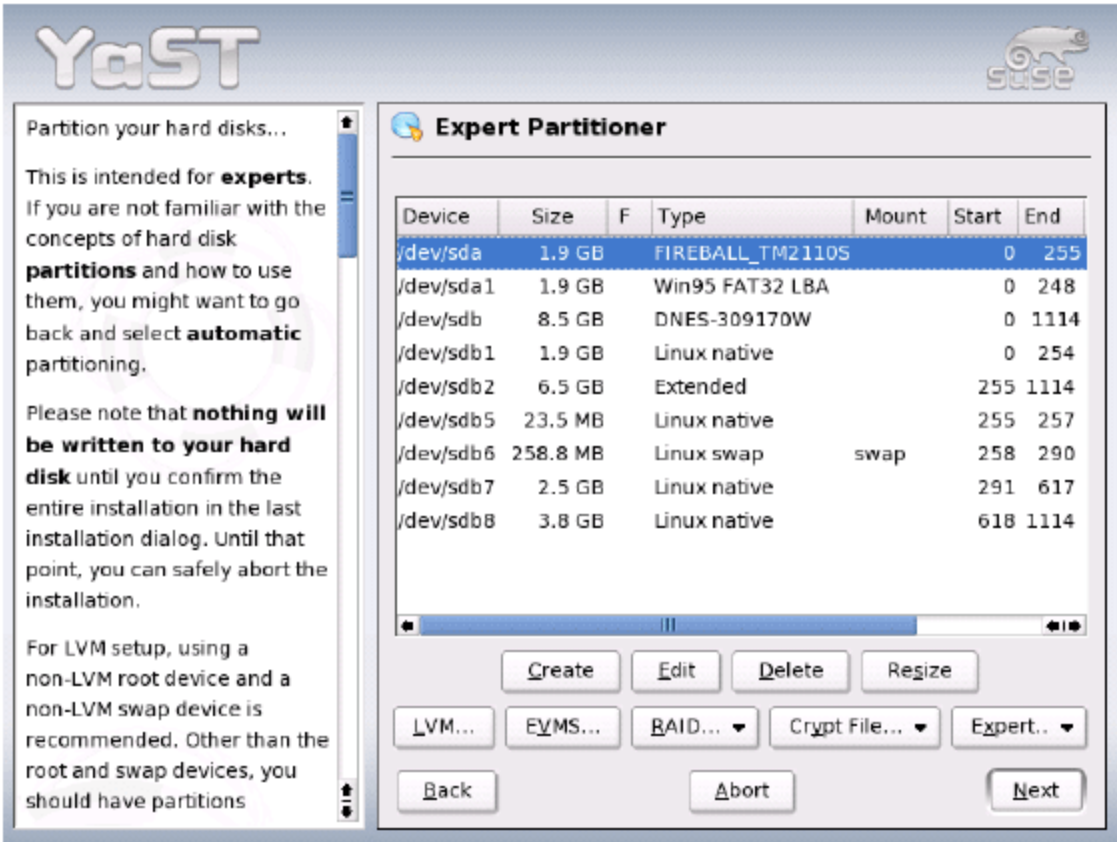 YaST
SUSE
Partition your hard disks...
This is intended for experts.
If you are not familiar with the
concepts of hard disk
partitions and how to use
them, you might want to go
back and select automatic
partitioning.
Please note that nothing will
be written to your hard
disk until you confirm the
entire installation in the last
installation dialog. Until that
point, you can safely abort the
installation.
For LVM setup, using a
non-LVM root device and a
non-LVM swap device is
recommended. Other than the
root and swap devices, you
should have partitions
Expert Partitioner
Device Size F Type Mount Start End
/dev/sda 1.9 GB FIREBALL_TM2110S 0 255
/dev/sda1 1.9 GB Win95 FAT32 LBA 0 248
/dev/sdb 8.5 GB DNES-309170W 0 1114
/dev/sdb1 1.9 GB Linux native 0 254
/dev/sdb2 6.5 GB Extended 255 1114
/dev/sdb5 23.5 MB Linux native 255 257
/dev/sdb6 258.8 MB Linux swap swap 258 290
/dev/sdb7 2.5 GB Linux native 291 617
/dev/sdb8 3.8 GB Linux native 618 1114
Create Edit Delete Resize
LVM... EVMS... RAID... Crypt File... Expert..
Back Abort Next